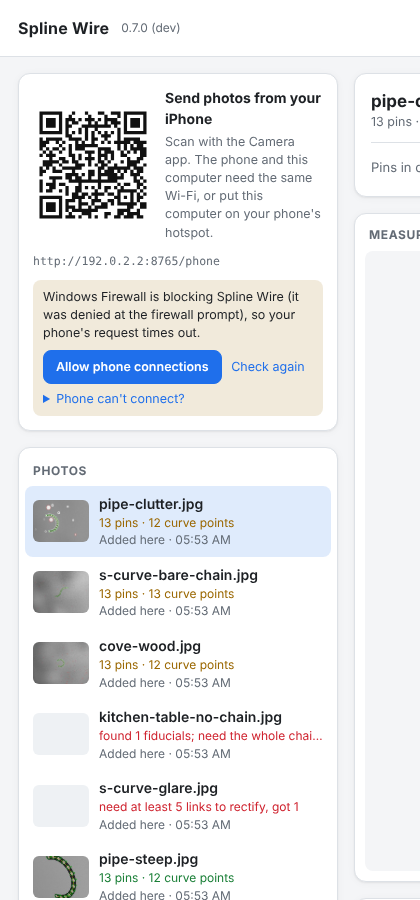 Spline Wire 0.7.0 (dev)
Send photos from your
iPhone
Scan with the Camera
app. The phone and this
computer need the same
Wi-Fi, or put this
computer on your phone's
hotspot.
http://192.0.2.2:8765/phone
Windows Firewall is blocking Spline Wire (it
was denied at the firewall prompt), so your
phone's request times out.
Allow phone connections Check again
Phone can't connect?
PHOTOS
pipe-clutter.jpg
13 pins · 12 curve points
Added here · 05:53 AM
s-curve-bare-chain.jpg
13 pins · 13 curve points
Added here · 05:53 AM
cove-wood.jpg
13 pins · 12 curve points
Added here · 05:53 AM
kitchen-table-no-chain.jpg
found 1 fiducials; need the whole chai...
Added here · 05:53 AM
s-curve-glare.jpg
need at least 5 links to rectify, got 1
Added here · 05:53 AM
pipe-steep.jpg
13 pins · 12 curve points
Added here · 05:53 AM
pipe-c
13 pins ·
Pins in c
MEASUR